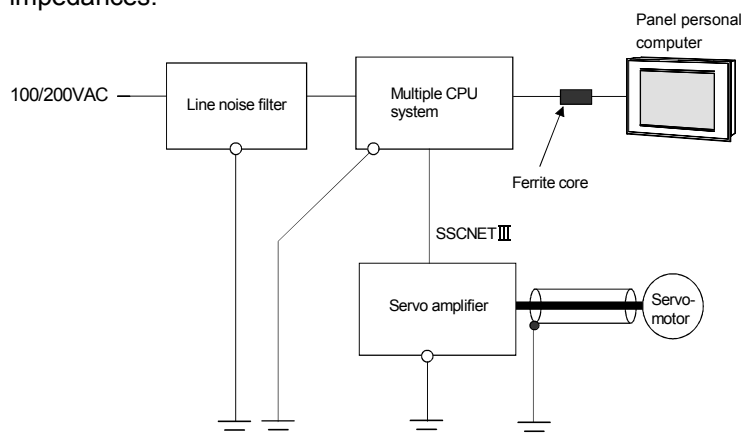 impedances.
Panel personal
computer
100/200VAC
Line noise filter
Multiple CPU
system
Ferrite core
SSCNETⅢ
Servo amplifier
Servo-
motor